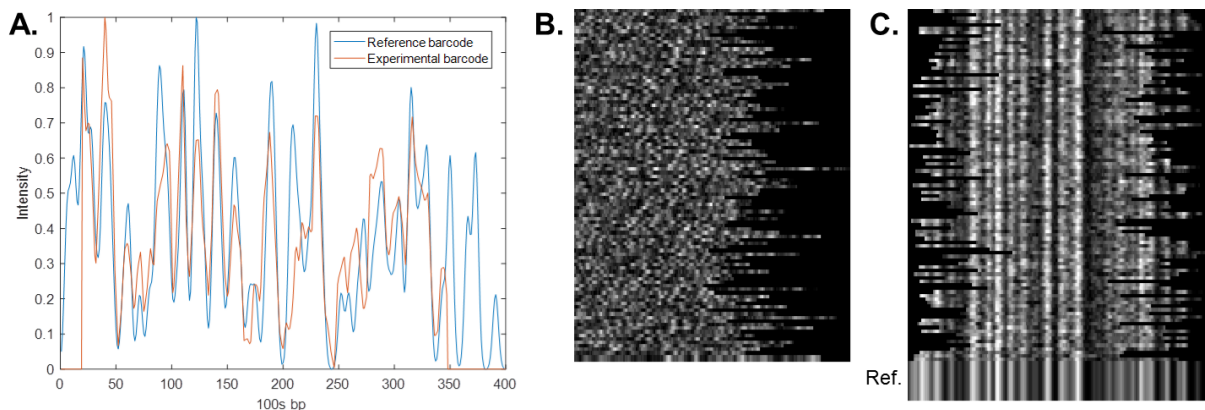 A.
B.
C.
Reference barcode
Experimental barcode
Intensity
1
0.9
0.8
0.7
0.6
0.5
0.4
0.3
0.2
0.1
0
0 50 100 150 200 250 300 350 400
100s bp
Ref.